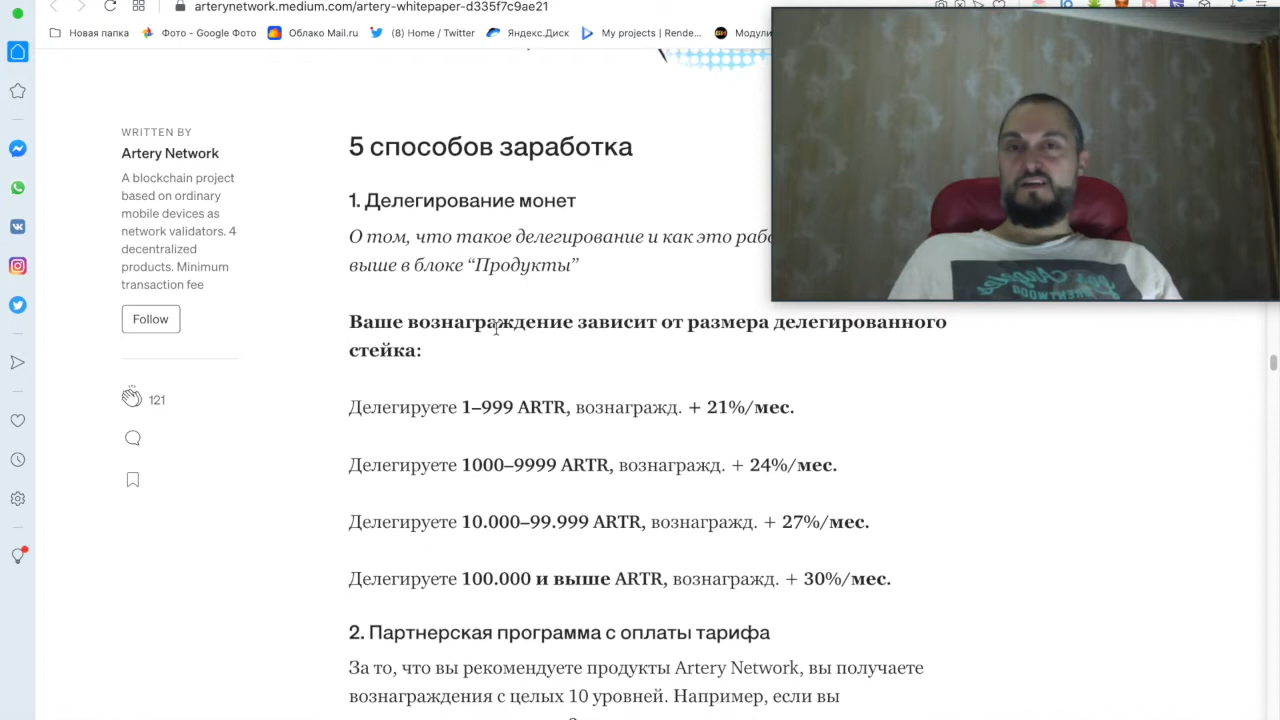 arterynetwork.medium.com/artery-whitepaper-d335f7c9ae21
Новая папка
Фото - Google Фото
Облако Mail.ru
(8) Home / Twitter
Яндекс.Диск
My projects | Rende...
Модули
WRITTEN BY
Artery Network
A blockchain project
based on ordinary
mobile devices as
network validators. 4
decentralized
products. Minimum
transaction fee
Follow
121
5 способов заработка
1. Делегирование монет
О том, что такое делегирование и как это рабо
выше в блоке “Продукты”
Ваше вознаграждение зависит от размера делегированного
стейка:
Делегируете 1–999 ARTR, вознагражд. + 21%/мес.
Делегируете 1000–9999 ARTR, вознагражд. + 24%/мес.
Делегируете 10.000–99.999 ARTR, вознагражд. + 27%/мес.
Делегируете 100.000 и выше ARTR, вознагражд. + 30%/мес.
2. Партнерская программа с оплаты тарифа
За то, что вы рекомендуете продукты Artery Network, вы получаете
вознаграждения с целых 10 уровней. Например, если вы